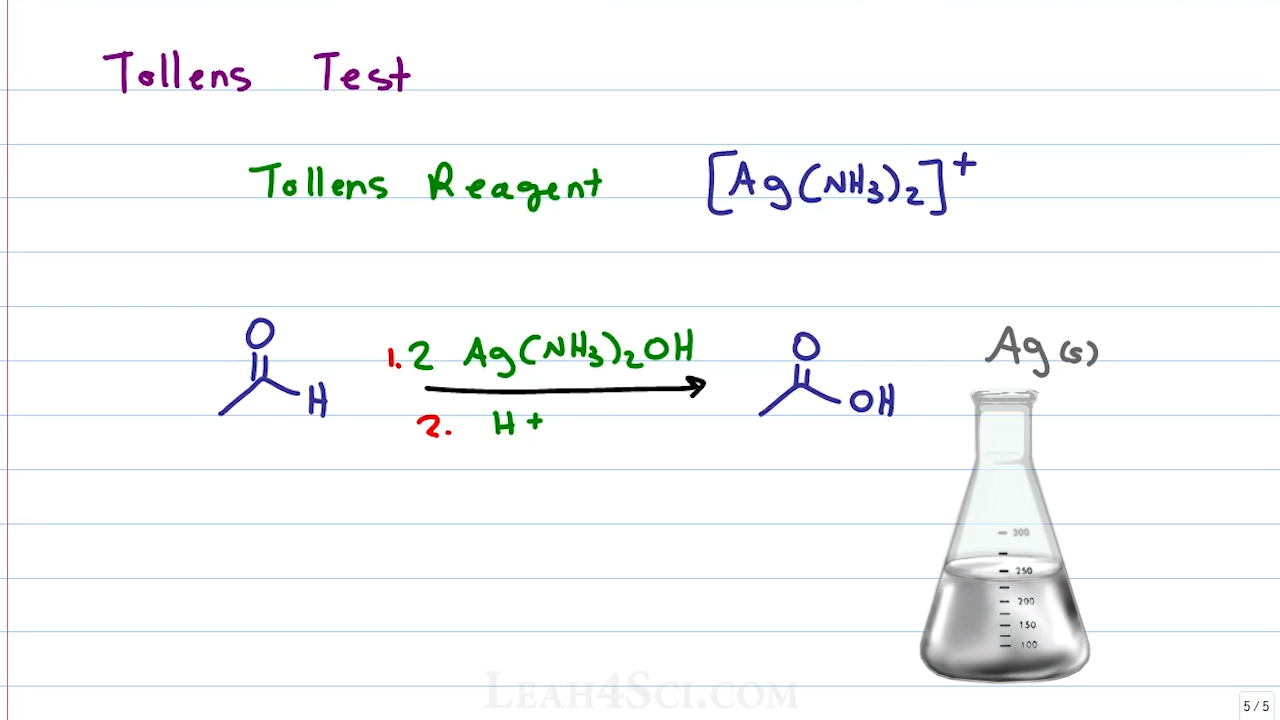 Tollens Test
Tollens Reagent [Ag(NH₃)₂]⁺
O
H
1. 2 Ag(NH₃)₂OH
2. H +
O
OH
Ag (s)
300
250
200
150
100
LEAH4SCI.COM
5 / 5